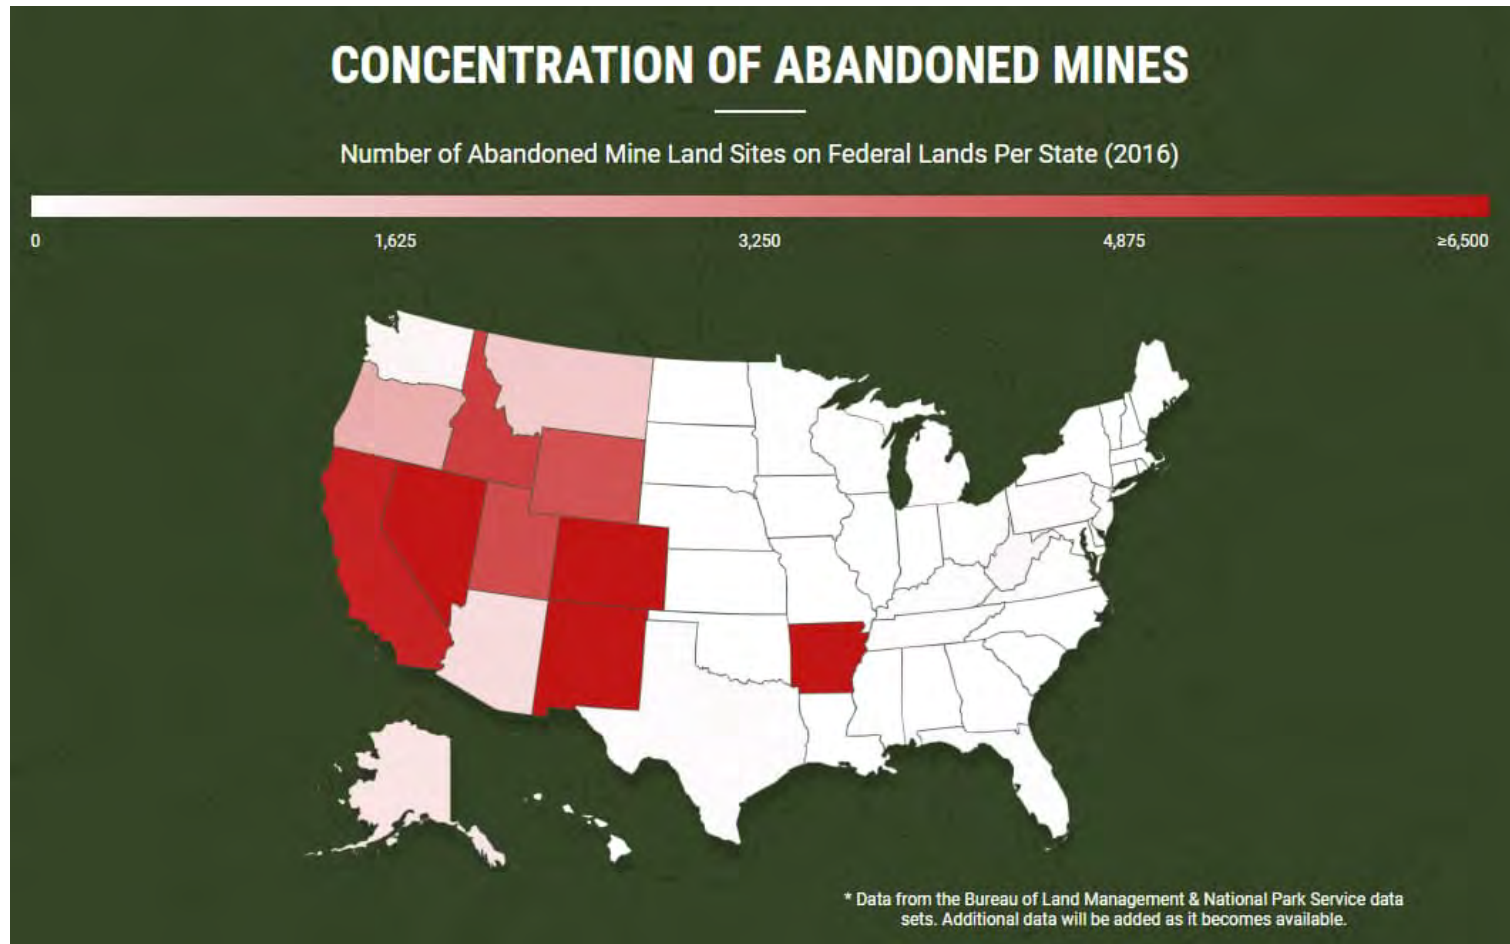 CONCENTRATION OF ABANDONED MINES
Number of Abandoned Mine Land Sites on Federal Lands Per State (2016)
0 1,625 3,250 4,875 ≥6,500
* Data from the Bureau of Land Management & National Park Service data
sets. Additional data will be added as it becomes available.